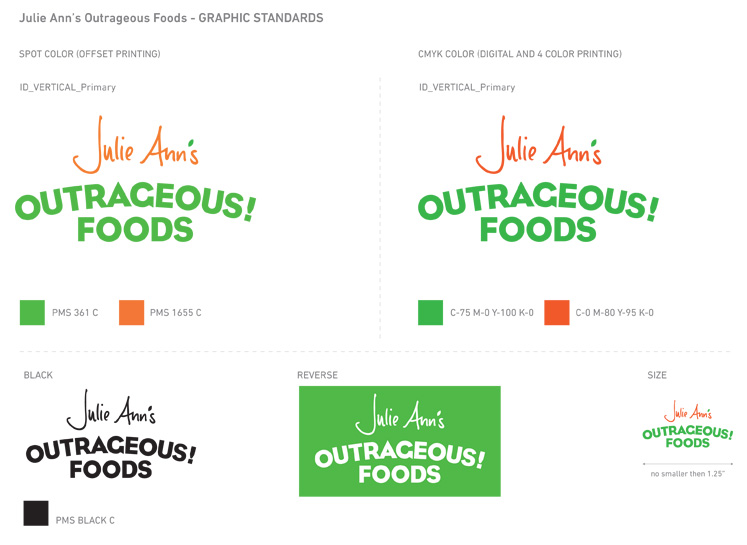 Julie Ann's Outrageous Foods - GRAPHIC STANDARDS
SPOT COLOR (OFFSET PRINTING)
ID_VERTICAL_Primary
Julie Ann's
OUTRAGEOUS!
FOODS
PMS 361 C
PMS 1655 C
CMYK COLOR (DIGITAL AND 4 COLOR PRINTING)
ID_VERTICAL_Primary
Julie Ann's
OUTRAGEOUS!
FOODS
C-75 M-0 Y-100 K-0
C-0 M-80 Y-95 K-0
BLACK
Julie Ann's
OUTRAGEOUS!
FOODS
PMS BLACK C
REVERSE
Julie Ann's
OUTRAGEOUS!
FOODS
SIZE
Julie Ann's
OUTRAGEOUS!
FOODS
no smaller then 1.25"